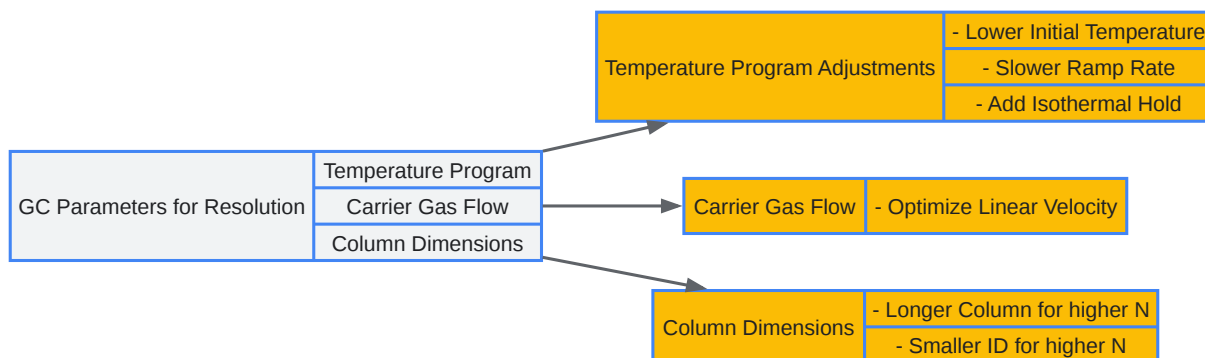 GC Parameters for Resolution
Temperature Program
Carrier Gas Flow
Column Dimensions
Temperature Program Adjustments
- Lower Initial Temperature
- Slower Ramp Rate
- Add Isothermal Hold
Carrier Gas Flow
- Optimize Linear Velocity
Column Dimensions
- Longer Column for higher N
- Smaller ID for higher N